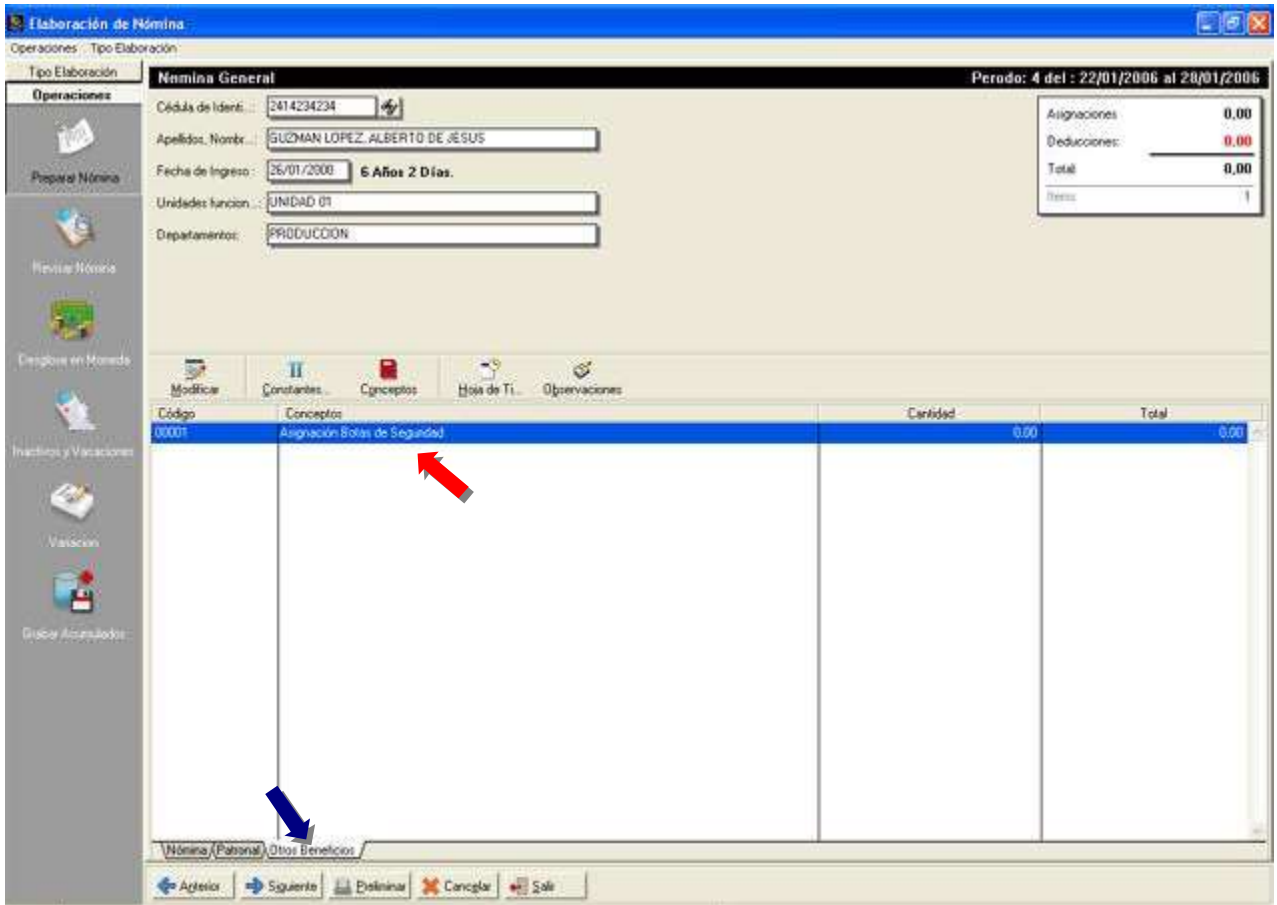 Elaboración de Nómina
Operaciones Tipo Elaboración
Tipo Elaboración
Operaciones
Preparar Nómina
Revisar Nómina
Desglose en Moneda
Inactivos y Vacaciones
Variacion
Grabar Acumulados
Nomina General
Perodo: 4 del : 22/01/2006 al 28/01/2006
Cédula de Identi...: 2414234234
Apellidos, Nombr...: GUZMAN LOPEZ, ALBERTO DE JESUS
Fecha de Ingreso : 26/01/2000 6 Años 2 Días.
Unidades funcion...: UNIDAD 01
Departamentos: PRODUCCION
Asignaciones 0,00
Deducciones: 0,00
Total 0,00
Items 1
Modificar Constantes... Conceptos Hoja de Ti... Observaciones
Código Conceptos Cantidad Total
00001 Asignación Botas de Seguridad 0.00 0.00
Nómina Patronal Otros Beneficios
Anterior Siguiente Preliminar Cancelar Salir